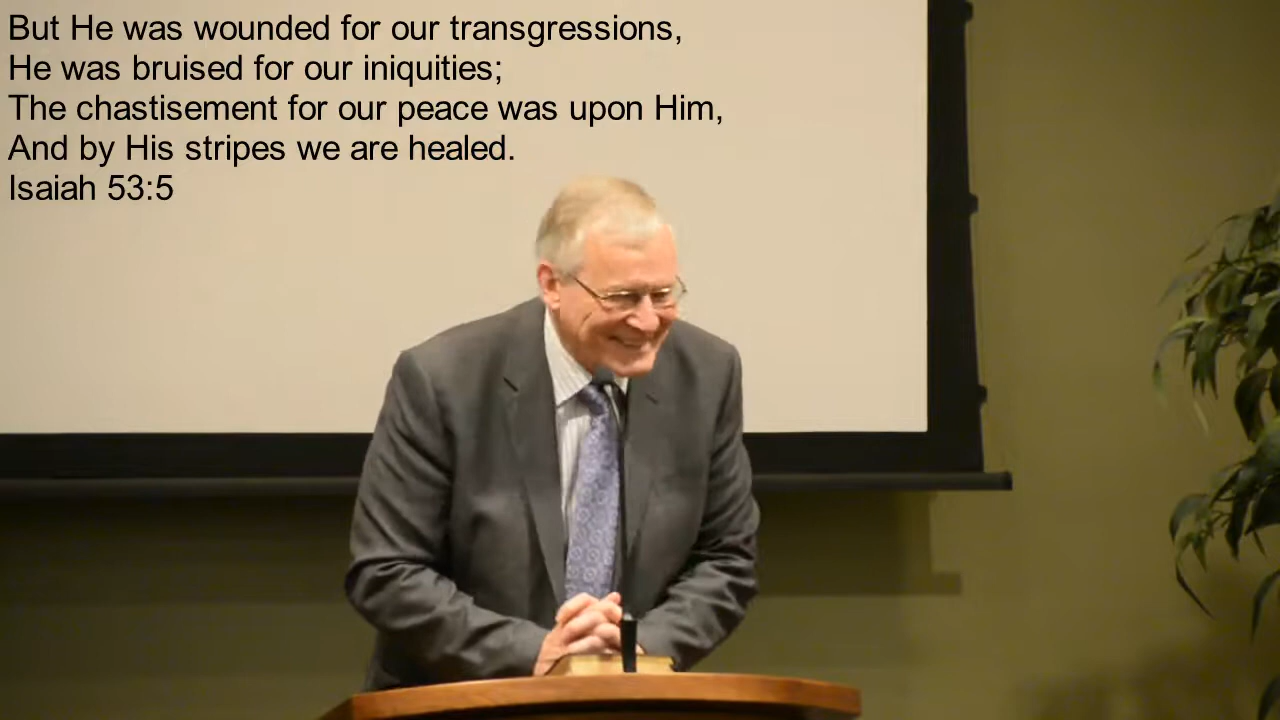 But He was wounded for our transgressions,
He was bruised for our iniquities;
The chastisement for our peace was upon Him,
And by His stripes we are healed.
Isaiah 53:5